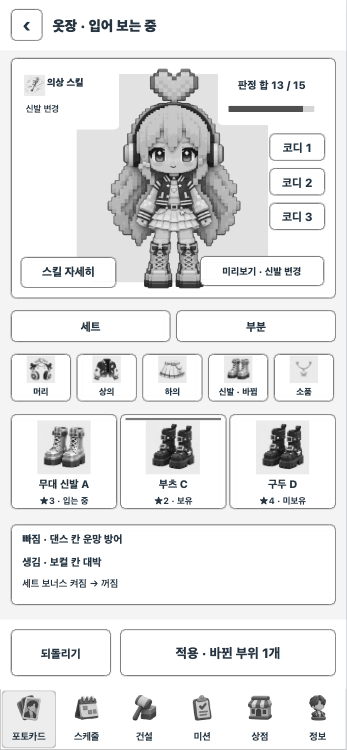 옷장 · 입어 보는 중
의상 스킬
신발 변경
판정 합 13 / 15
코디 1
코디 2
코디 3
스킬 자세히
미리보기 · 신발 변경
세트
부분
머리
상의
하의
신발 · 바뀜
소품
무대 신발 A
★3 · 입는 중
부츠 C
★2 · 보유
구두 D
★4 · 미보유
빠짐 · 댄스 칸 운망 방어
생김 · 보컬 칸 대박
세트 보너스 켜짐 → 꺼짐
되돌리기
적용 · 바뀐 부위 1개
포토카드
스케줄
건설
미션
상점
정보